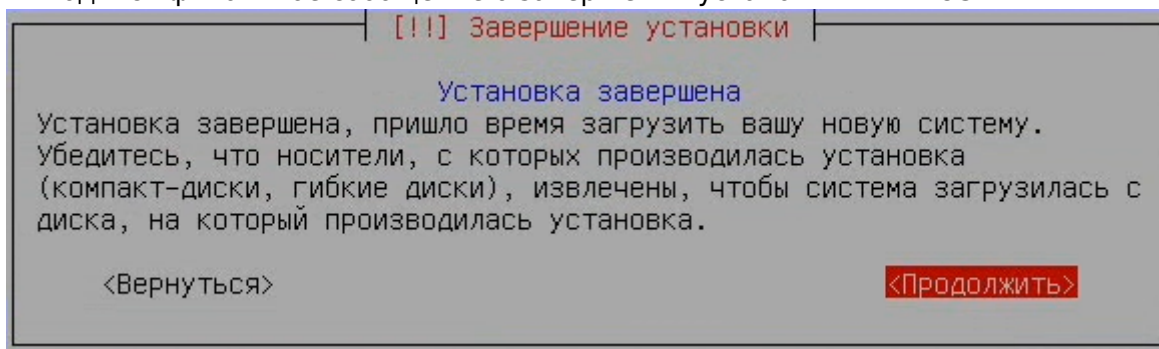 [!!] Завершение установки
Установка завершена
Установка завершена, пришло время загрузить вашу новую систему.
Убедитесь, что носители, с которых производилась установка
(компакт-диски, гибкие диски), извлечены, чтобы система загрузилась с
диска, на который производилась установка.
<Вернуться> <Продолжить>